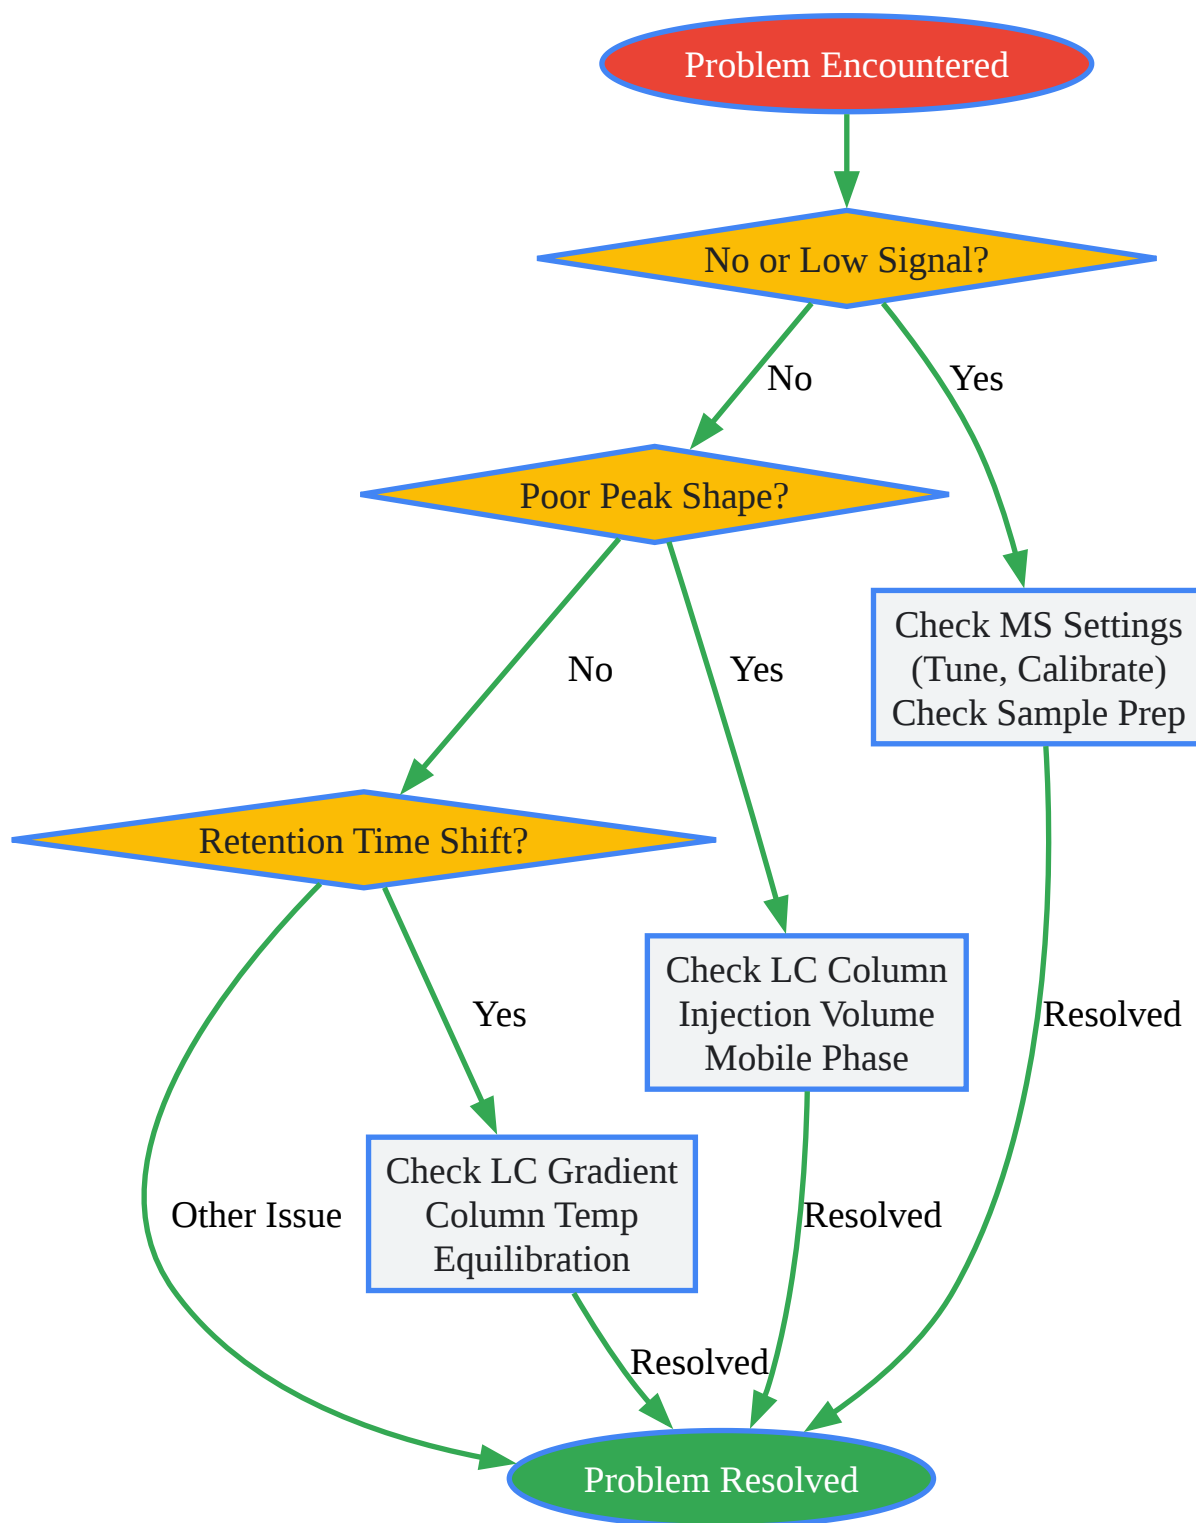 Problem Encountered
No or Low Signal?
No
Yes
Poor Peak Shape?
Check MS Settings
(Tune, Calibrate)
Check Sample Prep
No
Yes
Retention Time Shift?
Check LC Column
Injection Volume
Mobile Phase
Yes
Resolved
Check LC Gradient
Column Temp
Equilibration
Other Issue
Resolved
Resolved
Problem Resolved